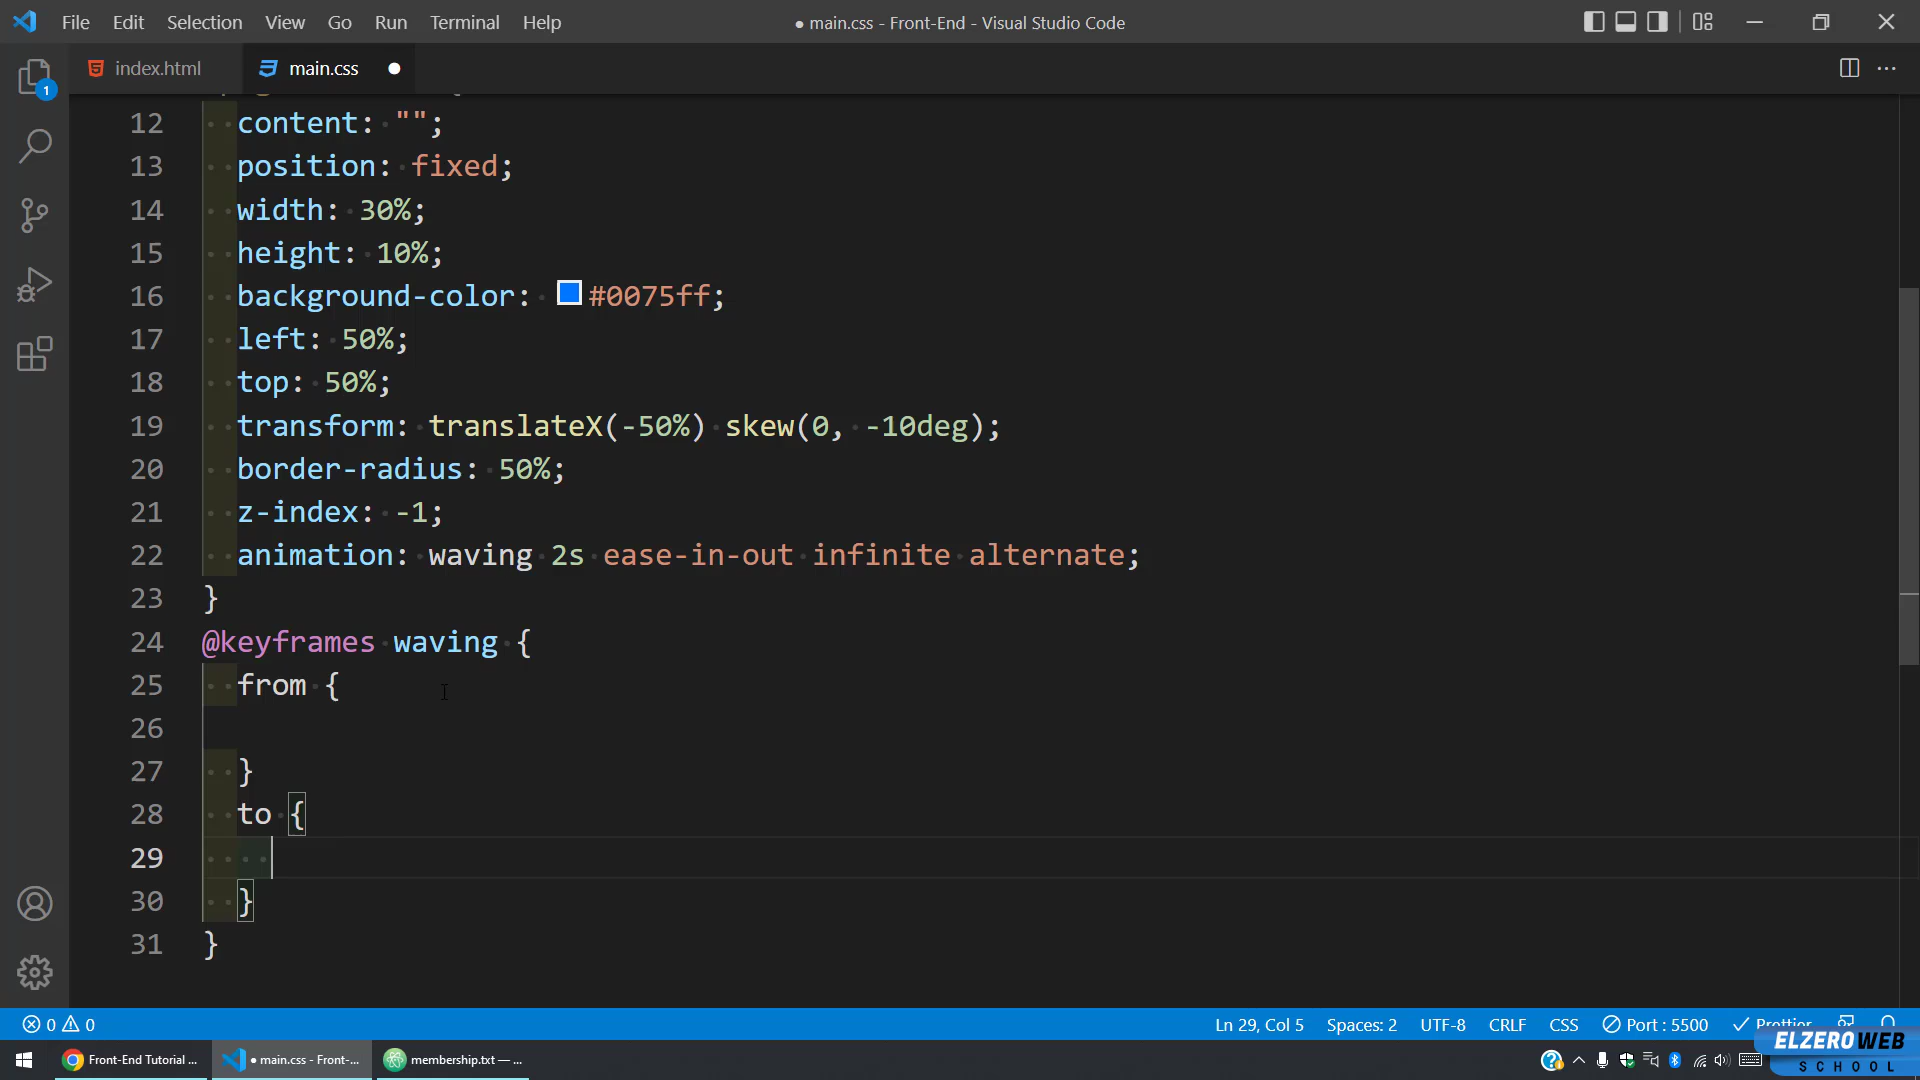 File Edit Selection View Go Run Terminal Help
● main.css - Front-End - Visual Studio Code
index.html
main.css ●
1
12 content: "";
13 position: fixed;
14 width: 30%;
15 height: 10%;
16 background-color: #0075ff;
17 left: 50%;
18 top: 50%;
19 transform: translateX(-50%) skew(0, -10deg);
20 border-radius: 50%;
21 z-index: -1;
22 animation: waving 2s ease-in-out infinite alternate;
23 }
24 @keyframes waving {
25 from {
26
27 }
28 to {
29
30 }
31 }
0 0
Ln 29, Col 5 Spaces: 2 UTF-8 CRLF CSS Port : 5500 Prettier
Front-End Tutorial ...
● main.css - Front-...
membership.txt — ...
ELZEROWEB
SCHOOL